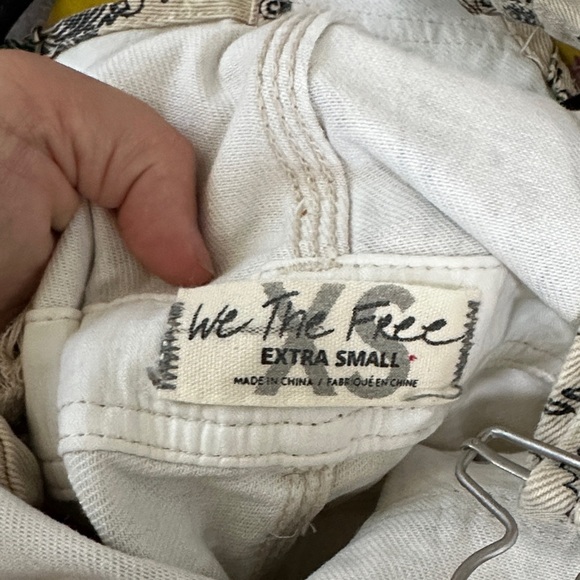 XS
We The Free
EXTRA SMALL
MADE IN CHINA / FABRIQUÉ EN CHINE